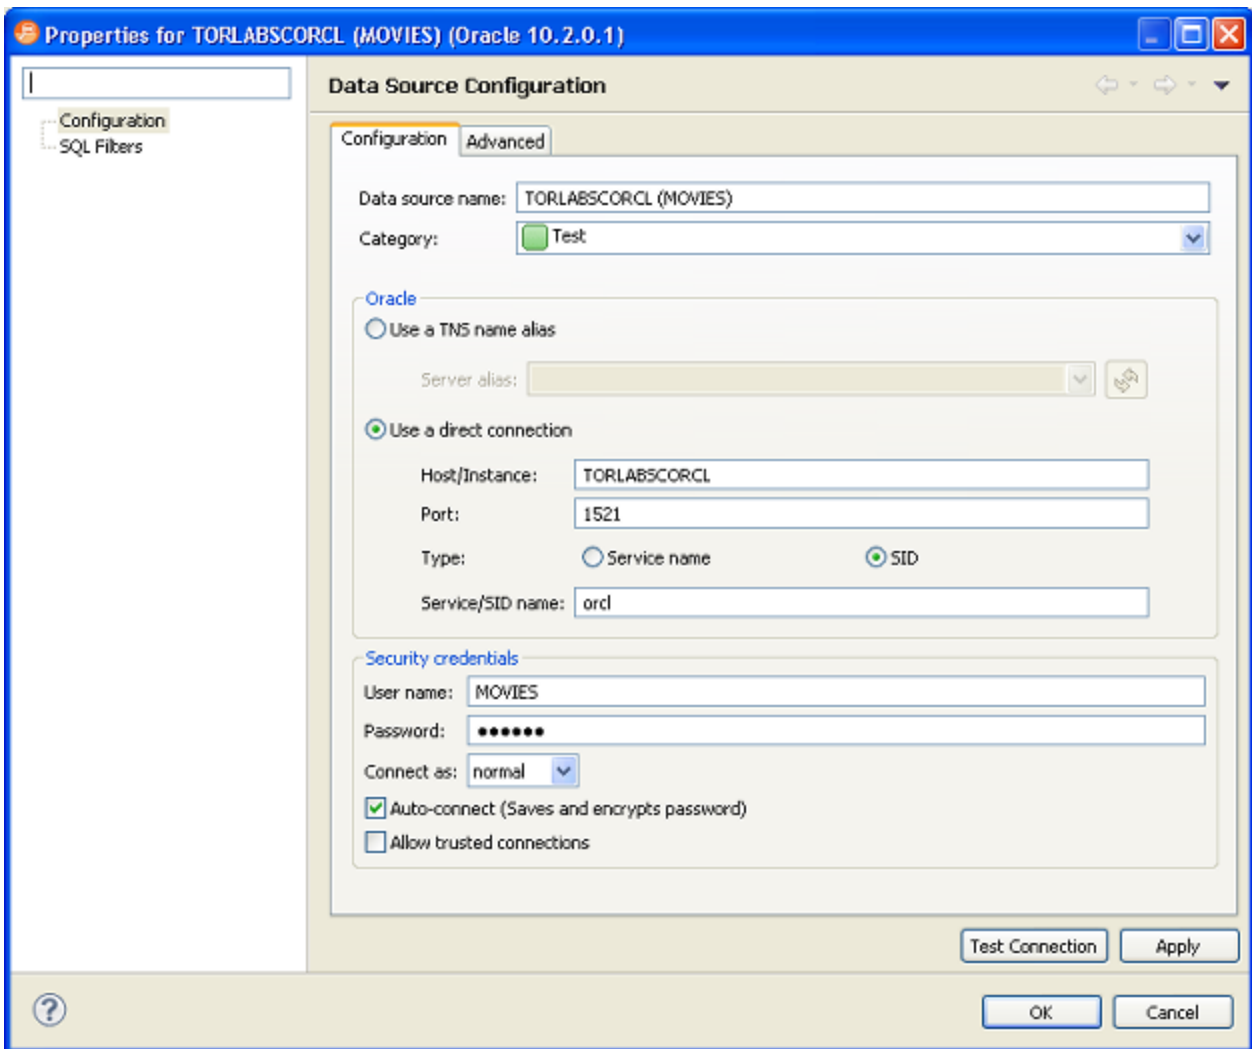 Properties for TORLABSCORCL (MOVIES) (Oracle 10.2.0.1)
Configuration
SQL Filters
Data Source Configuration
Configuration Advanced
Data source name: TORLABSCORCL (MOVIES)
Category: Test
Oracle
Use a TNS name alias
Server alias:
Use a direct connection
Host/Instance: TORLABSCORCL
Port: 1521
Type: Service name SID
Service/SID name: orcl
Security credentials
User name: MOVIES
Password: ••••••
Connect as: normal
Auto-connect (Saves and encrypts password)
Allow trusted connections
Test Connection Apply
? OK Cancel